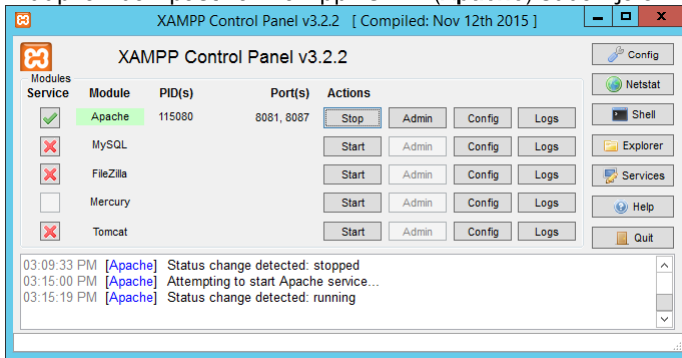 XAMPP Control Panel v3.2.2 [ Compiled: Nov 12th 2015 ]
XAMPP Control Panel v3.2.2
Config
Modules
Service Module PID(s) Port(s) Actions
Netstat
Apache 115080 8081, 8087 Stop Admin Config Logs
Shell
MySQL Start Admin Config Logs
Explorer
FileZilla Start Admin Config Logs
Services
Mercury Start Admin Config Logs
Help
Tomcat Start Admin Config Logs
Quit
03:09:33 PM [Apache] Status change detected: stopped
03:15:00 PM [Apache] Attempting to start Apache service...
03:15:19 PM [Apache] Status change detected: running